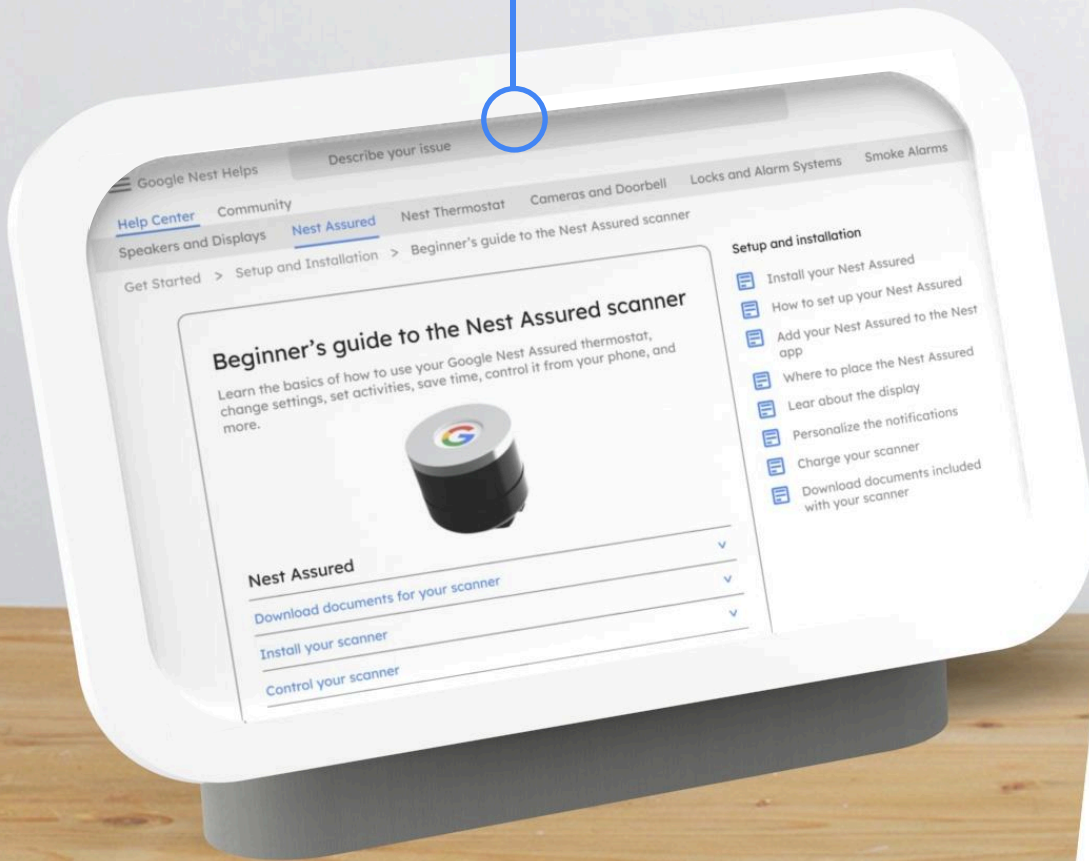 Google Nest Helps
Describe your issue
Help Center Community
Speakers and Displays Nest Assured Nest Thermostat Cameras and Doorbell Locks and Alarm Systems Smoke Alarms
Get Started > Setup and Installation > Beginner's guide to the Nest Assured scanner
Beginner's guide to the Nest Assured scanner
Learn the basics of how to use your Google Nest Assured thermostat,
change settings, set activities, save time, control it from your phone, and
more.
G
Nest Assured
Download documents for your scanner
Install your scanner
Control your scanner
Setup and installation
Install your Nest Assured
How to set up your Nest Assured
Add your Nest Assured to the Nest
app
Where to place the Nest Assured
Lear about the display
Personalize the notifications
Charge your scanner
Download documents included
with your scanner